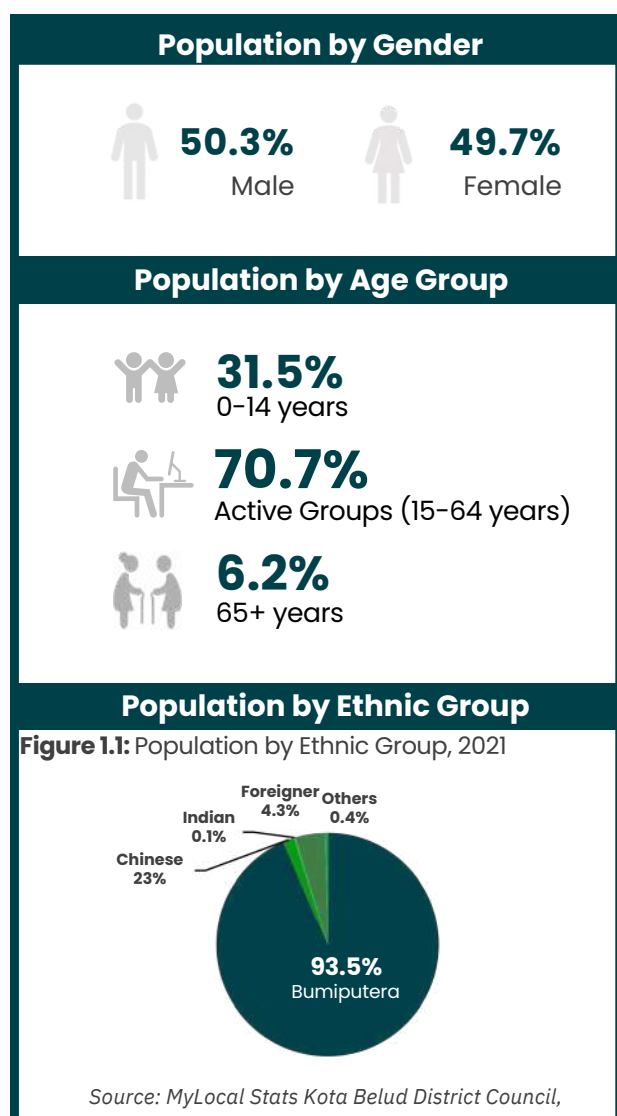 Population by Gender
50.3%
Male
49.7%
Female
Population by Age Group
31.5%
0-14 years
70.7%
Active Groups (15-64 years)
6.2%
65+ years
Population by Ethnic Group
Figure 1.1: Population by Ethnic Group, 2021
Foreigner
4.3%
Others
0.4%
Indian
0.1%
Chinese
23%
93.5%
Bumiputera
Source: MyLocal Stats Kota Belud District Council,